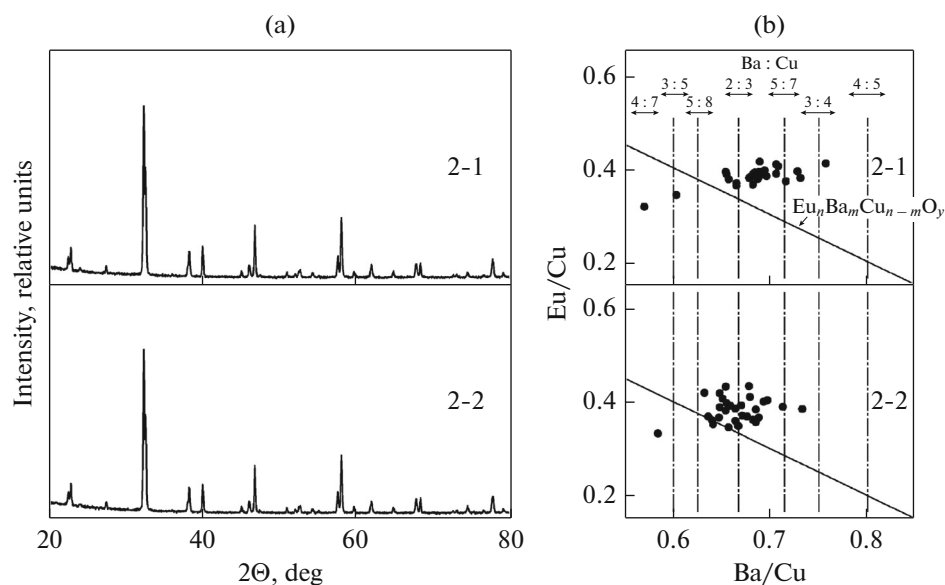 (a)
Intensity, relative units
2-1
2-2
20 40 60 80
2Θ, deg
(b)
Eu/Cu
0.6
0.4
0.2
0.6
0.4
0.2
Ba : Cu
3 : 5 2 : 3 5 : 7 4 : 5
4 : 7 5 : 8 3 : 4
2-1
EuₙBaₘCuₙ₋ₘOᵧ
2-2
0.6 0.7 0.8
Ba/Cu